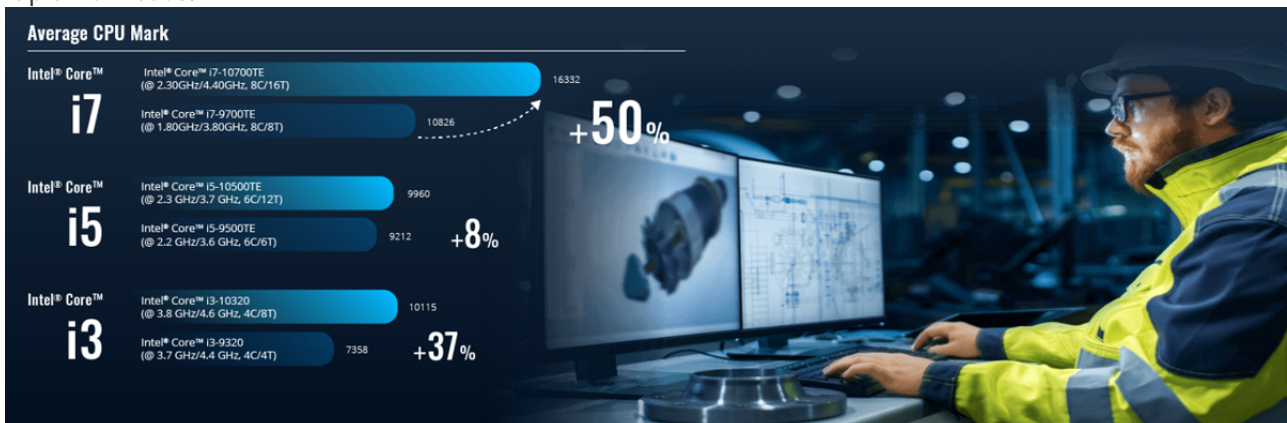 Average CPU Mark
Intel® Core™
i7
Intel® Core™ i7-10700TE
(@ 2.30GHz/4.40GHz, 8C/16T)
16332
Intel® Core™ i7-9700TE
(@ 1.80GHz/3.80GHz, 8C/8T)
10826
+50%
Intel® Core™
i5
Intel® Core™ i5-10500TE
(@ 2.3 GHz/3.7 GHz, 6C/12T)
9960
Intel® Core™ i5-9500TE
(@ 2.2 GHz/3.6 GHz, 6C/6T)
9212
+8%
Intel® Core™
i3
Intel® Core™ i3-10320
(@ 3.8 GHz/4.6 GHz, 4C/8T)
10115
Intel® Core™ i3-9320
(@ 3.7 GHz/4.4 GHz, 4C/4T)
7358
+37%